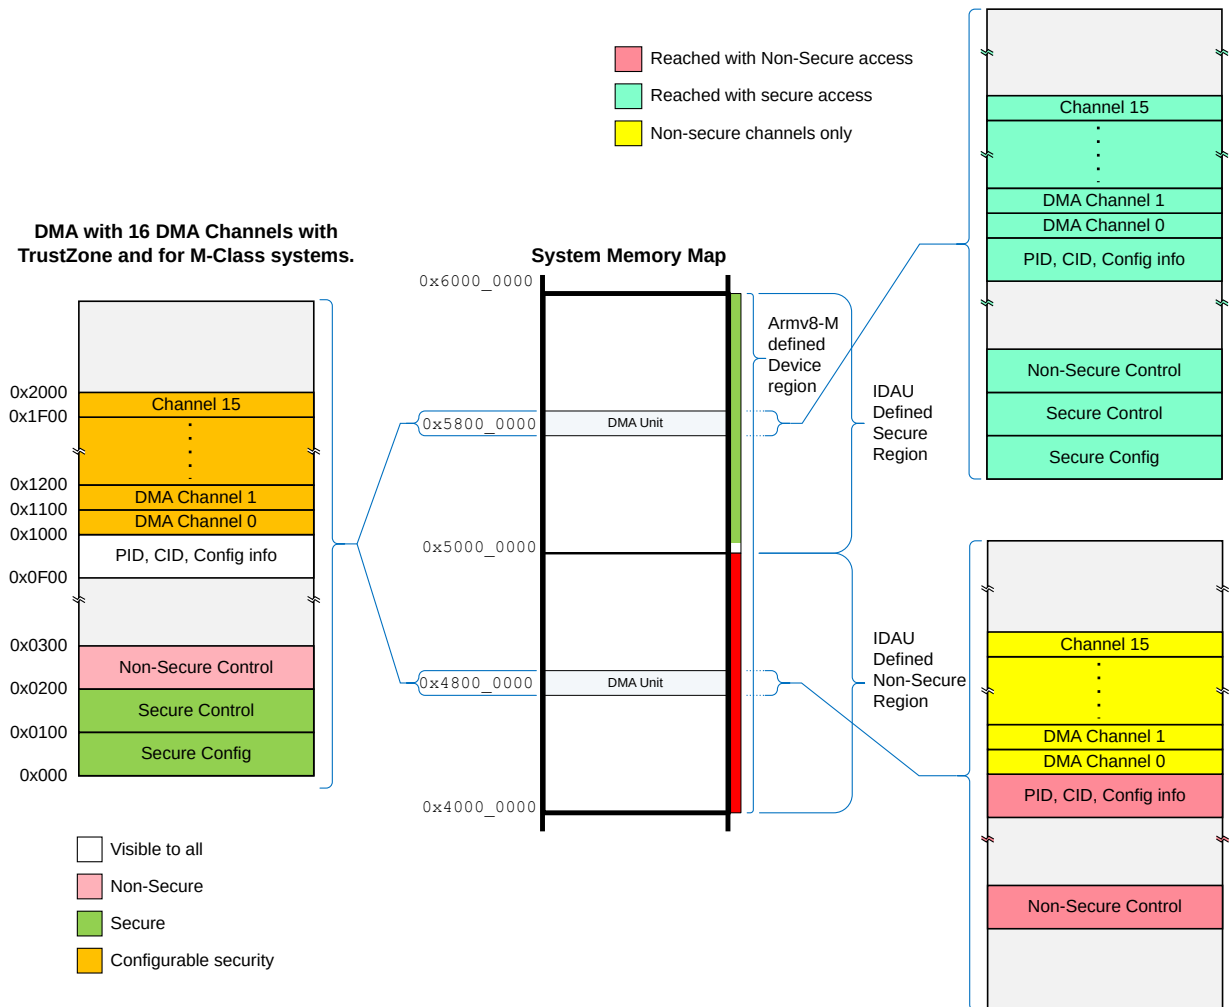 Reached with Non-Secure access
Reached with secure access
Non-secure channels only
DMA with 16 DMA Channels with
TrustZone and for M-Class systems.
0x2000
0x1F00
0x1200
0x1100
0x1000
0x0F00
0x0300
0x0200
0x0100
0x000
Channel 15
DMA Channel 1
DMA Channel 0
PID, CID, Config info
Non-Secure Control
Secure Control
Secure Config
Visible to all
Non-Secure
Secure
Configurable security
System Memory Map
0x6000_0000
0x5800_0000
DMA Unit
0x5000_0000
0x4800_0000
DMA Unit
0x4000_0000
Armv8-M
defined
Device
region
IDAU
Defined
Secure
Region
IDAU
Defined
Non-Secure
Region
Channel 15
DMA Channel 1
DMA Channel 0
PID, CID, Config info
Non-Secure Control
Secure Control
Secure Config
Channel 15
DMA Channel 1
DMA Channel 0
PID, CID, Config info
Non-Secure Control